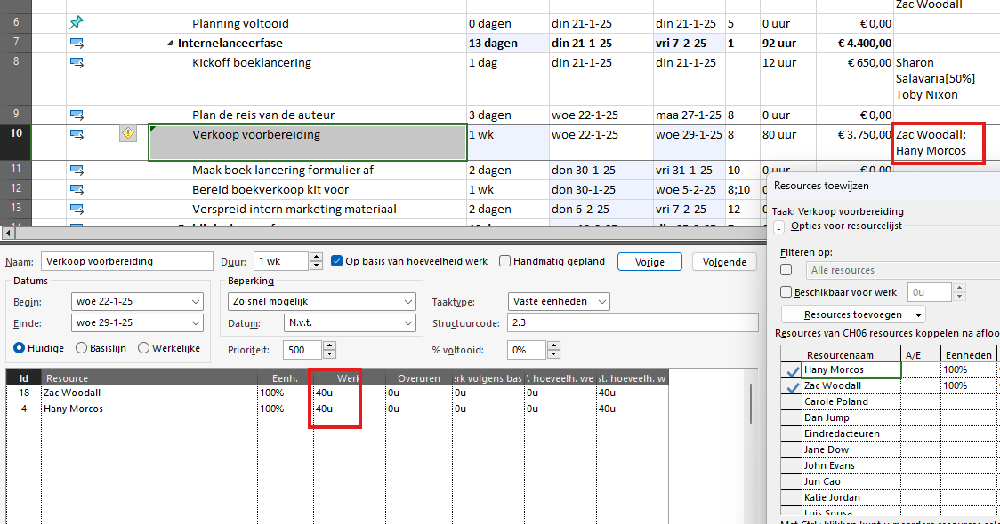 Zac Woodall
6 Planning voltooid 0 dagen din 21-1-25 din 21-1-25 5 0 uur € 0,00
7 Internelanceerfase 13 dagen din 21-1-25 vri 7-2-25 1 92 uur € 4.400,00
8 Kickoff boeklancering 1 dag din 21-1-25 din 21-1-25 12 uur € 650,00 Sharon
Salavaria[50%]
Toby Nixon
9 Plan de reis van de auteur 3 dagen woe 22-1-25 maa 27-1-25 8 0 uur € 0,00
10 Verkoop voorbereiding 1 wk woe 22-1-25 woe 29-1-25 8 80 uur € 3.750,00 Zac Woodall;
Hany Morcos
11 Maak boek lancering formulier af 2 dagen don 30-1-25 vri 31-1-25 10 0 uur € 0,00
12 Bereid boekverkoop kit voor 1 wk don 30-1-25 woe 5-2-25 8;10
13 Verspreid intern marketing materiaal 2 dagen don 6-2-25 vri 7-2-25 12
Naam: Verkoop voorbereiding Duur: 1 wk Op basis van hoeveelheid werk Handmatig gepland Vorige Volgende
Datums Beperking
Begin: woe 22-1-25 Zo snel mogelijk Taaktype: Vaste eenheden
Einde: woe 29-1-25 Datum: N.v.t. Structuurcode: 2.3
Huidige Basislijn Werkelijke Prioriteit: 500 % voltooid: 0%
Id Resource Eenh. Werk Overuren erk volgens bas . hoeveelh. we st. hoeveelh. w
18 Zac Woodall 100% 40u 0u 0u 0u 40u
4 Hany Morcos 100% 40u 0u 0u 0u 40u
Resources toewijzen
Taak: Verkoop voorbereiding
- Opties voor resourcelijst
Filteren op:
Alle resources
Beschikbaar voor werk 0u
Resources toevoegen
Resources van CH06 resources koppelen na afloo
Resourcenaam A/E Eenheden
Hany Morcos 100%
Zac Woodall 100%
Carole Poland
Dan Jump
Eindredacteuren
Jane Dow
John Evans
Jun Cao
Katie Jordan
Luis Sousa